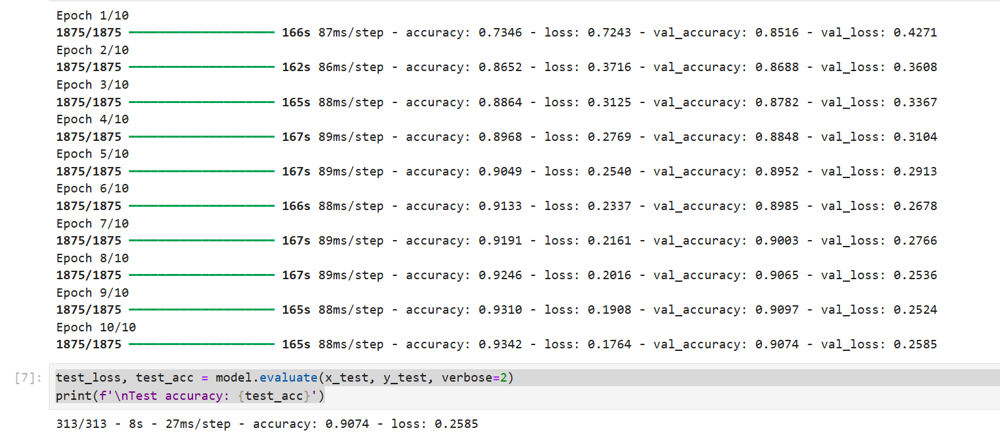 Epoch 1/10
1875/1875 ━━━━━━━━━━━━━━━━━━━━ 166s 87ms/step - accuracy: 0.7346 - loss: 0.7243 - val_accuracy: 0.8516 - val_loss: 0.4271
Epoch 2/10
1875/1875 ━━━━━━━━━━━━━━━━━━━━ 162s 86ms/step - accuracy: 0.8652 - loss: 0.3716 - val_accuracy: 0.8688 - val_loss: 0.3608
Epoch 3/10
1875/1875 ━━━━━━━━━━━━━━━━━━━━ 165s 88ms/step - accuracy: 0.8864 - loss: 0.3125 - val_accuracy: 0.8782 - val_loss: 0.3367
Epoch 4/10
1875/1875 ━━━━━━━━━━━━━━━━━━━━ 167s 89ms/step - accuracy: 0.8968 - loss: 0.2769 - val_accuracy: 0.8848 - val_loss: 0.3104
Epoch 5/10
1875/1875 ━━━━━━━━━━━━━━━━━━━━ 167s 89ms/step - accuracy: 0.9049 - loss: 0.2540 - val_accuracy: 0.8952 - val_loss: 0.2913
Epoch 6/10
1875/1875 ━━━━━━━━━━━━━━━━━━━━ 166s 88ms/step - accuracy: 0.9133 - loss: 0.2337 - val_accuracy: 0.8985 - val_loss: 0.2678
Epoch 7/10
1875/1875 ━━━━━━━━━━━━━━━━━━━━ 167s 89ms/step - accuracy: 0.9191 - loss: 0.2161 - val_accuracy: 0.9003 - val_loss: 0.2766
Epoch 8/10
1875/1875 ━━━━━━━━━━━━━━━━━━━━ 167s 89ms/step - accuracy: 0.9246 - loss: 0.2016 - val_accuracy: 0.9065 - val_loss: 0.2536
Epoch 9/10
1875/1875 ━━━━━━━━━━━━━━━━━━━━ 165s 88ms/step - accuracy: 0.9310 - loss: 0.1908 - val_accuracy: 0.9097 - val_loss: 0.2524
Epoch 10/10
1875/1875 ━━━━━━━━━━━━━━━━━━━━ 165s 88ms/step - accuracy: 0.9342 - loss: 0.1764 - val_accuracy: 0.9074 - val_loss: 0.2585
[7]: test_loss, test_acc = model.evaluate(x_test, y_test, verbose=2)
print(f'\nTest accuracy: {test_acc}')
313/313 - 8s - 27ms/step - accuracy: 0.9074 - loss: 0.2585